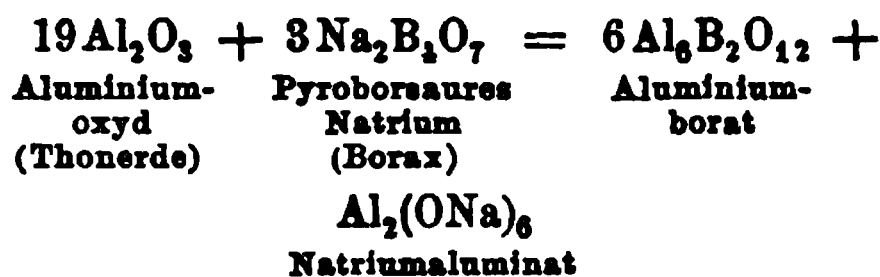 19 Al₂O₃ + 3 Na₂B₄O₇ = 6 Al₆B₂O₁₂ +
Aluminium- Pyroborsaures Aluminium-
oxyd Natrium borat
(Thonerde) (Borax)
Al₂(ONa)₆
Natriumaluminat